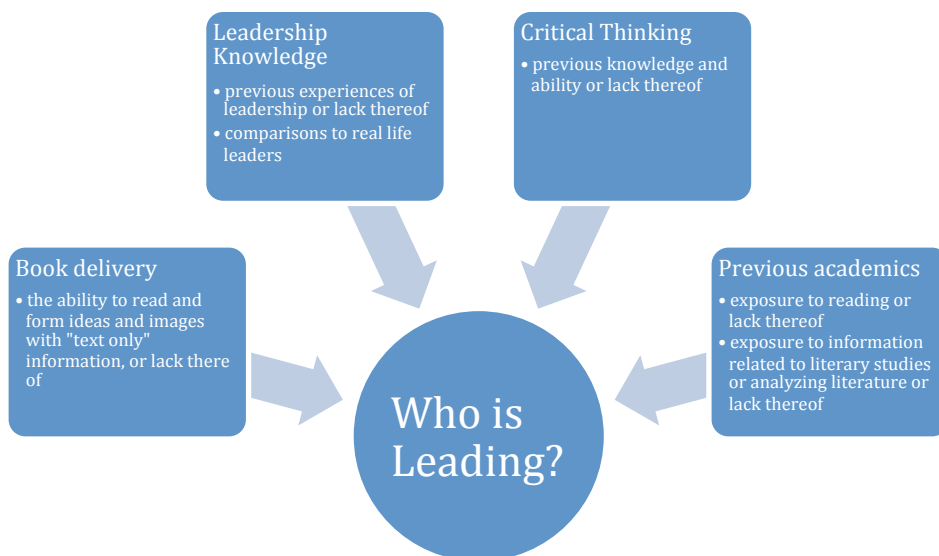 Leadership
Knowledge
• previous experiences of
leadership or lack thereof
• comparisons to real life
leaders
Critical Thinking
• previous knowledge and
ability or lack thereof
Book delivery
• the ability to read and
form ideas and images
with "text only"
information, or lack there
of
Previous academics
• exposure to reading or
lack thereof
• exposure to information
related to literary studies
or analyzing literature or
lack thereof
Who is
Leading?